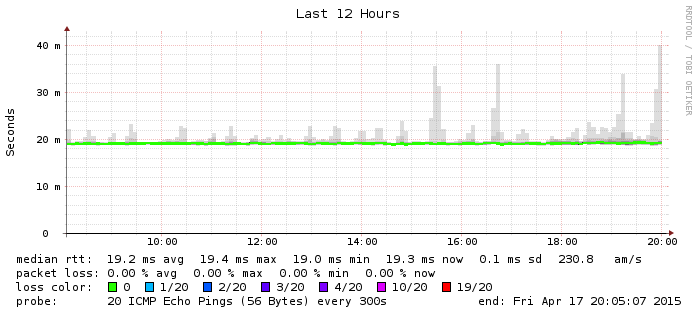 Last 12 Hours
RRDTOOL / TOBI OETIKER
Seconds
40 m
30 m
20 m
10 m
0
10:00 12:00 14:00 16:00 18:00 20:00
median rtt: 19.2 ms avg 19.4 ms max 19.0 ms min 19.3 ms now 0.1 ms sd 230.8 am/s
packet loss: 0.00 % avg 0.00 % max 0.00 % min 0.00 % now
loss color: 0 1/20 2/20 3/20 4/20 10/20 19/20
probe: 20 ICMP Echo Pings (56 Bytes) every 300s end: Fri Apr 17 20:05:07 2015